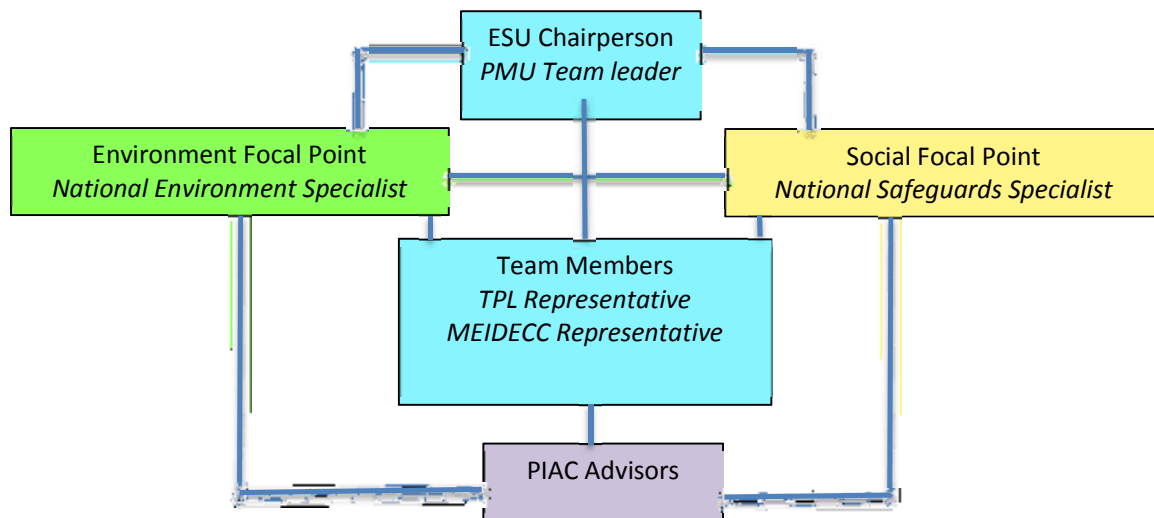 ESU Chairperson
PMU Team leader
Environment Focal Point
National Environment Specialist
Social Focal Point
National Safeguards Specialist
Team Members
TPL Representative
MEIDECC Representative
PIAC Advisors